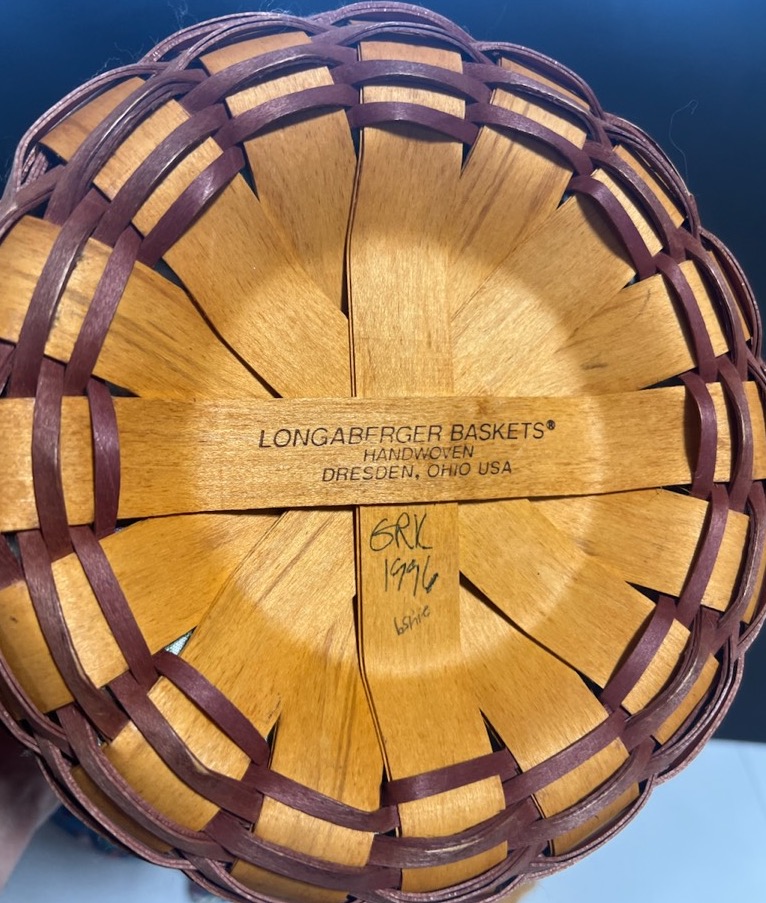 LONGABERGER BASKETS®
HANDWOVEN
DRESDEN, OHIO USA
GRK
1996